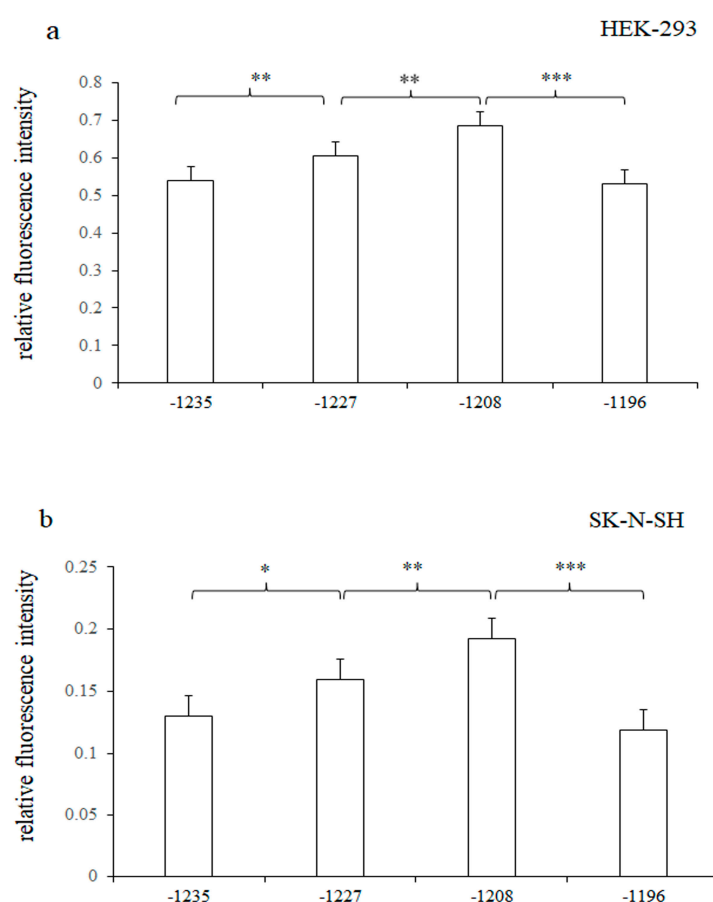 a
HEK-293
relative fluorescence intensity
0.8
0.7
0.6
0.5
0.4
0.3
0.2
0.1
0
** ** ***
-1235 -1227 -1208 -1196
b
SK-N-SH
relative fluorescence intensity
0.25
0.2
0.15
0.1
0.05
0
* ** ***
-1235 -1227 -1208 -1196